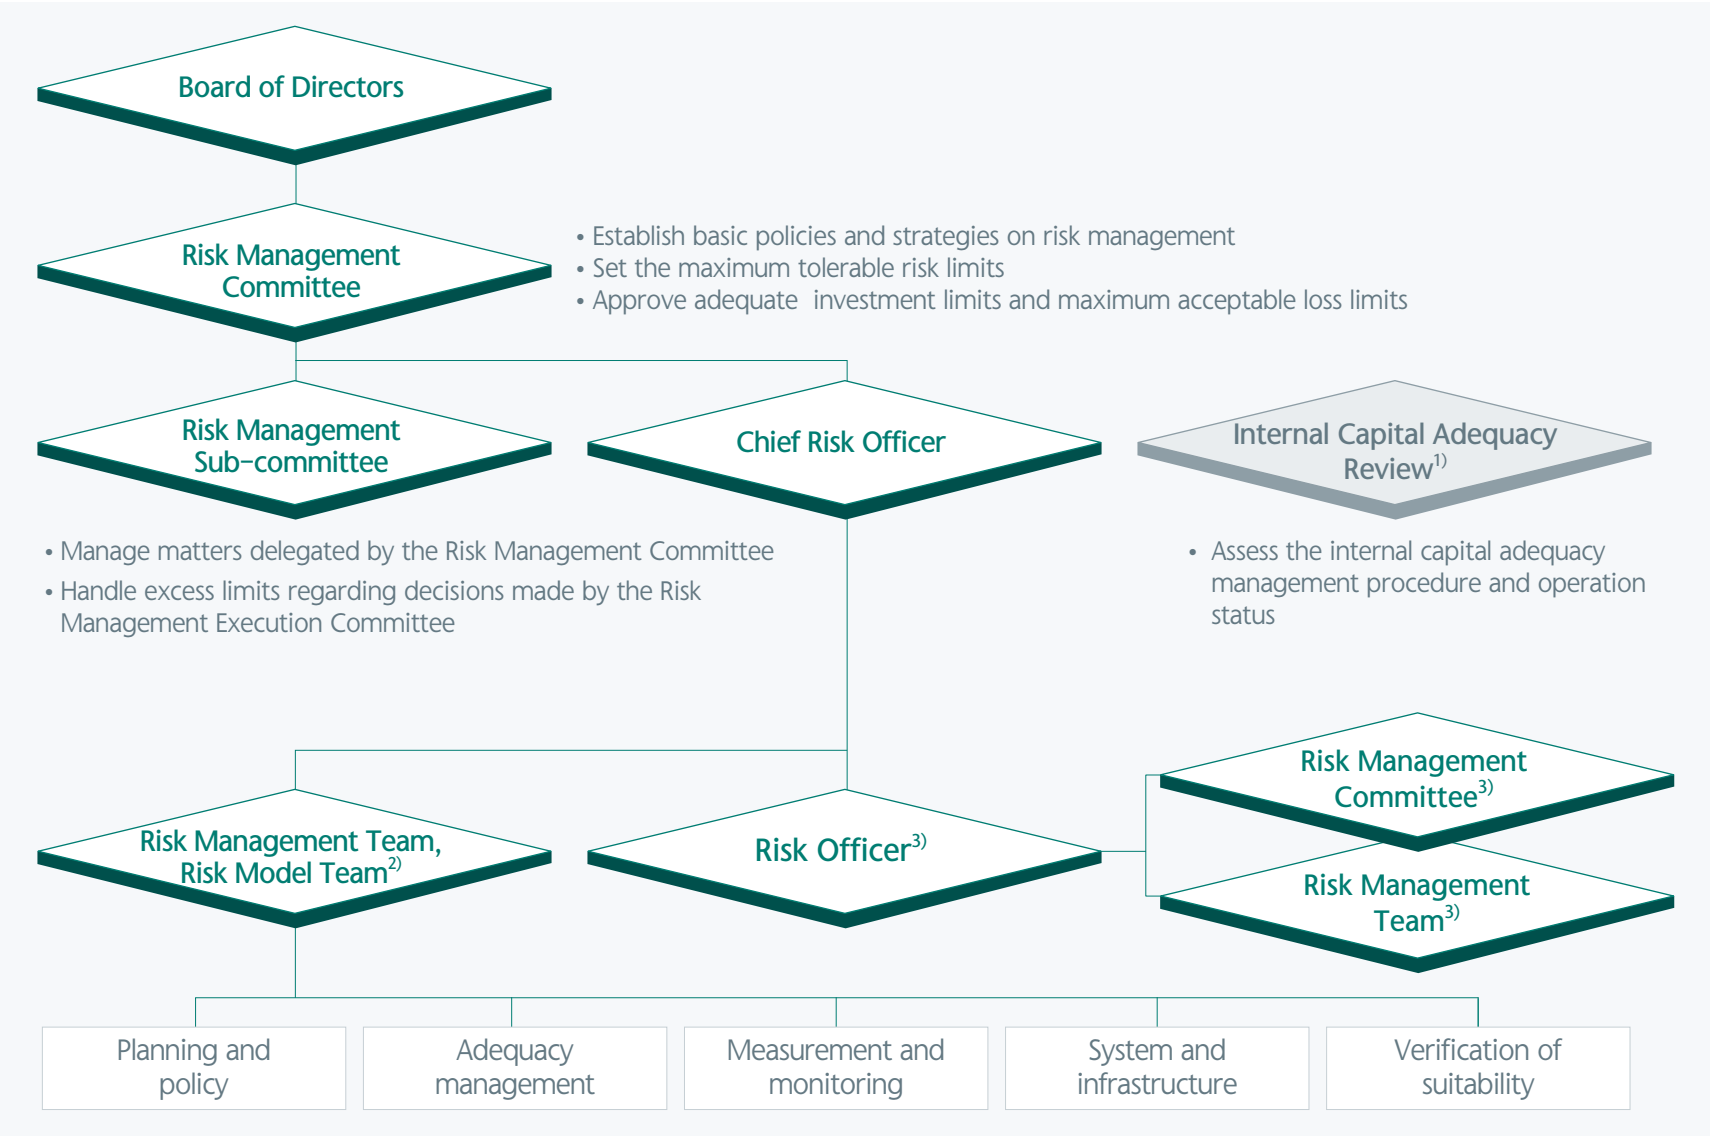 Board of Directors
Risk Management
Committee
• Establish basic policies and strategies on risk management
• Set the maximum tolerable risk limits
• Approve adequate investment limits and maximum acceptable loss limits
Risk Management
Sub-committee
Chief Risk Officer
Internal Capital Adequacy
Review1)
• Manage matters delegated by the Risk Management Committee
• Handle excess limits regarding decisions made by the Risk
Management Execution Committee
• Assess the internal capital adequacy
management procedure and operation
status
Risk Management Team,
Risk Model Team2)
Risk Officer3)
Risk Management
Committee3)
Risk Management
Team3)
Planning and
policy
Adequacy
management
Measurement and
monitoring
System and
infrastructure
Verification of
suitability